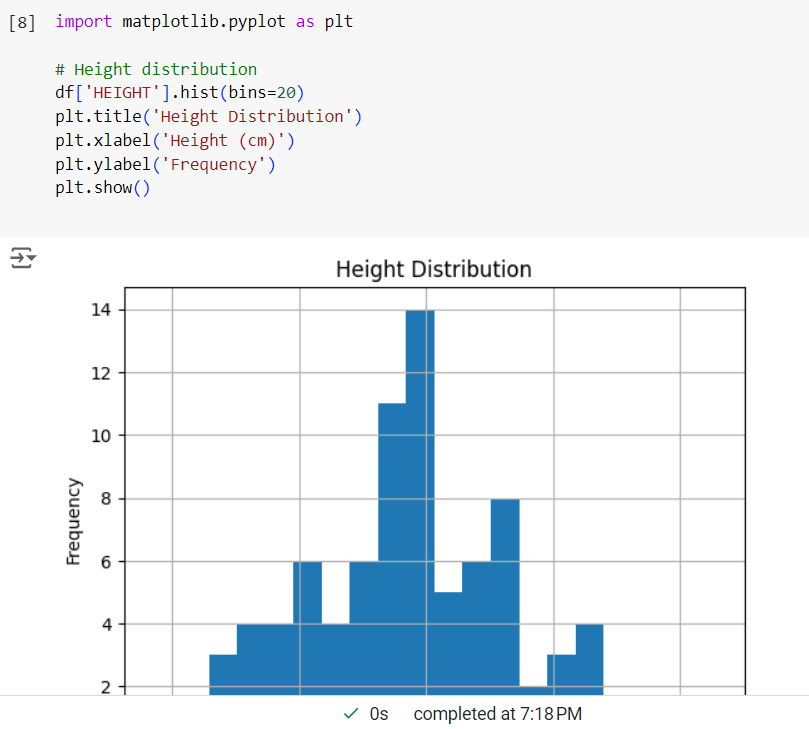 [8] import matplotlib.pyplot as plt
# Height distribution
df['HEIGHT'].hist(bins=20)
plt.title('Height Distribution')
plt.xlabel('Height (cm)')
plt.ylabel('Frequency')
plt.show()
Height Distribution
14
12
10
8
Frequency
6
4
2
0s completed at 7:18 PM